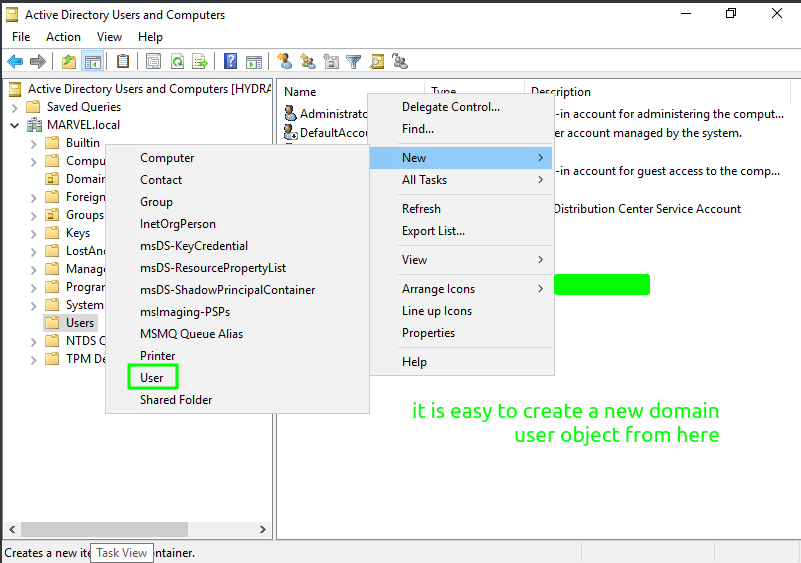 Active Directory Users and Computers
File Action View Help
Active Directory Users and Computers [HYDRA
Saved Queries
MARVEL.local
Builtin
Compu
Domain
Foreign
Groups
Keys
LostAnd
Manage
Program
System
Users
NTDS Q
TPM De
Name Type Description
Administrato -in account for administering the comput...
DefaultAccou er account managed by the system.
-in account for guest access to the comp...
Distribution Center Service Account
Delegate Control...
Find...
New
All Tasks
Refresh
Export List...
View
Arrange Icons
Line up Icons
Properties
Help
Computer
Contact
Group
InetOrgPerson
msDS-KeyCredential
msDS-ResourcePropertyList
msDS-ShadowPrincipalContainer
msImaging-PSPs
MSMQ Queue Alias
Printer
User
Shared Folder
it is easy to create a new domain
user object from here
Creates a new ite Task View ontainer.